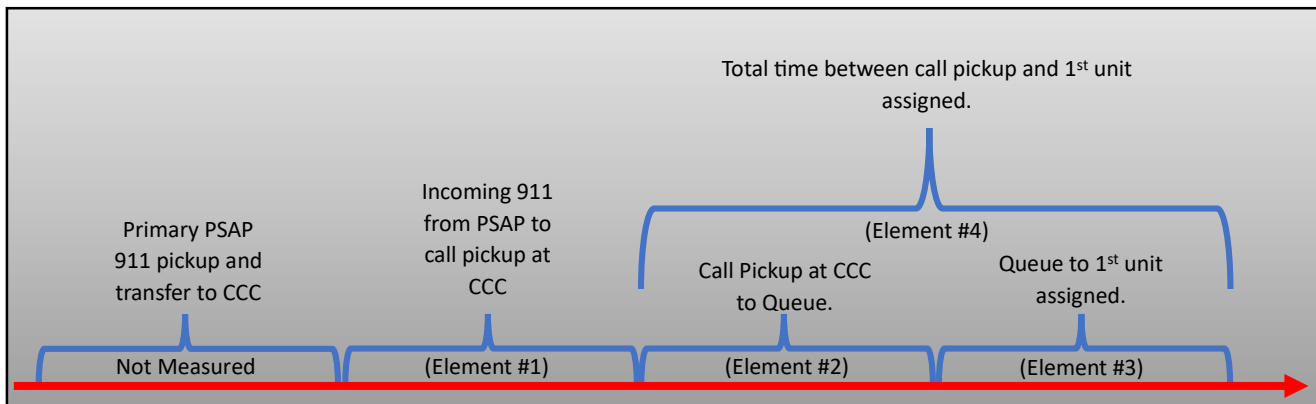 Total time between call pickup and 1st unit
assigned.
(Element #4)
Primary PSAP
911 pickup and
transfer to CCC
Not Measured
Incoming 911
from PSAP to
call pickup at
CCC
(Element #1)
Call Pickup at CCC
to Queue.
(Element #2)
Queue to 1st unit
assigned.
(Element #3)